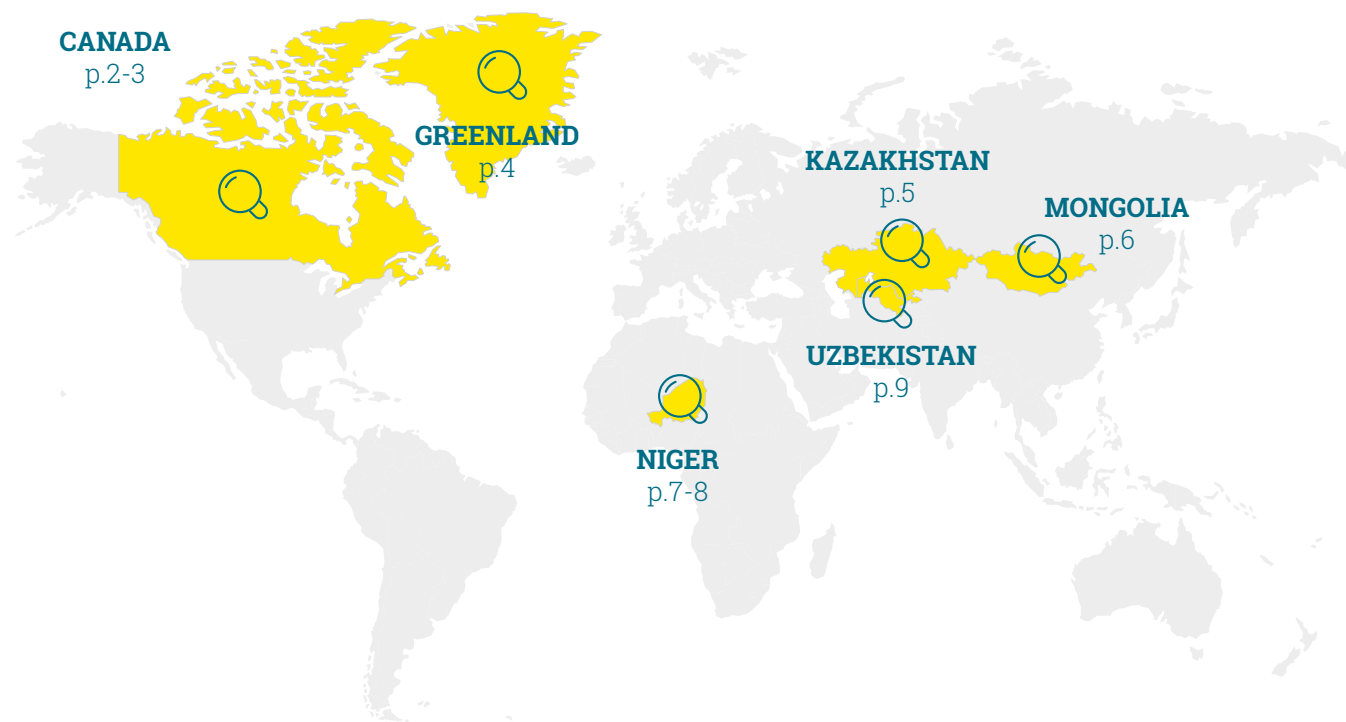 CANADA
p.2-3
GREENLAND
p.4
KAZAKHSTAN
p.5
MONGOLIA
p.6
UZBEKISTAN
p.9
NIGER
p.7-8